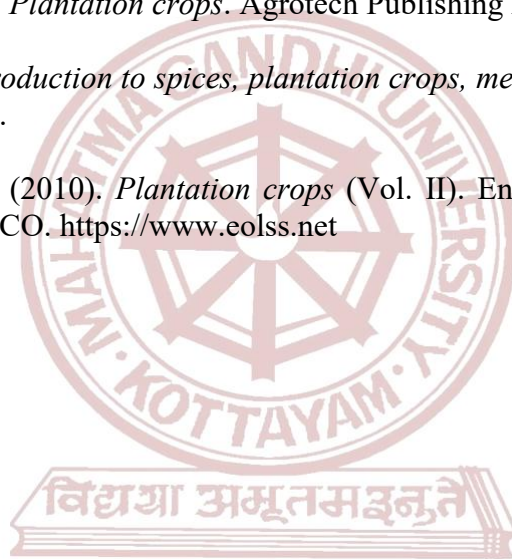 Plantation crops. Agrotech Publishing
roduction to spices, plantation crops, me
.
(2010). Plantation crops (Vol. II). En
CO. https://www.eolss.net
MAHATMA GANDHI UNIVERSITY
• KOTTAYAM •
विद्यया अमृतमश्नुते